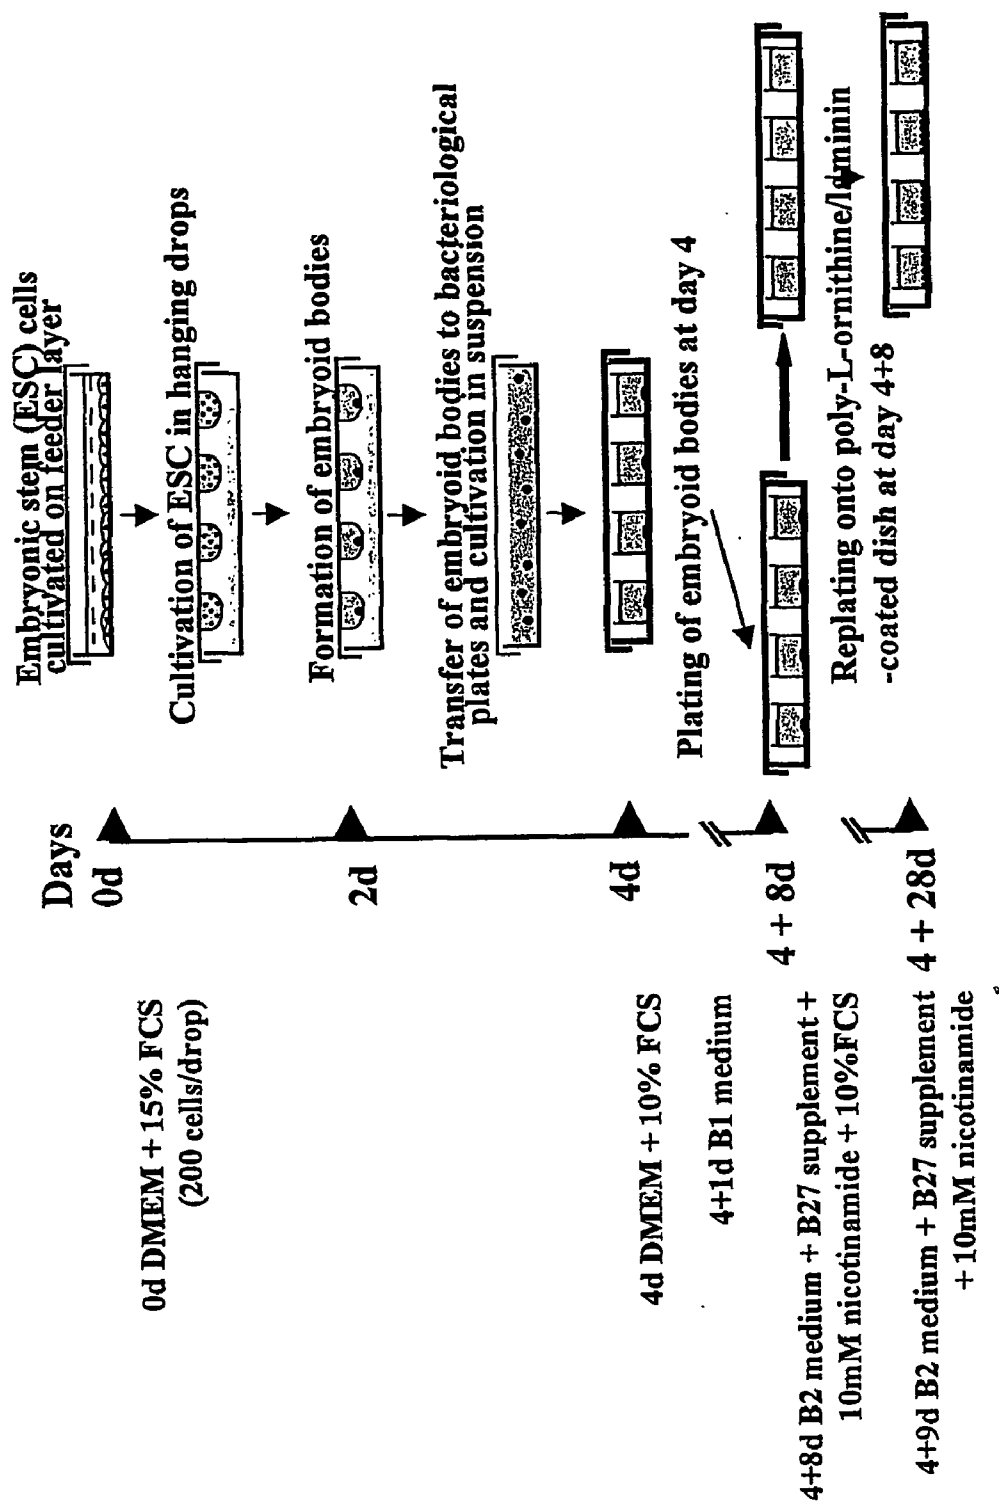 Embryonic stem (ESC) cells
cultivated on feeder layer
Cultivation of ESC in hanging drops
Formation of embryoid bodies
Transfer of embryoid bodies to bacteriological
plates and cultivation in suspension
Plating of embryoid bodies at day 4
Replating onto poly-L-ornithine/laminin
-coated dish at day 4+8
Days
0d
2d
4d
4 + 8d
4 + 28d
0d DMEM + 15% FCS
(200 cells/drop)
4d DMEM + 10% FCS
4+1d B1 medium
4+8d B2 medium + B27 supplement +
10mM nicotinamide + 10%FCS
4+9d B2 medium + B27 supplement
+ 10mM nicotinamide